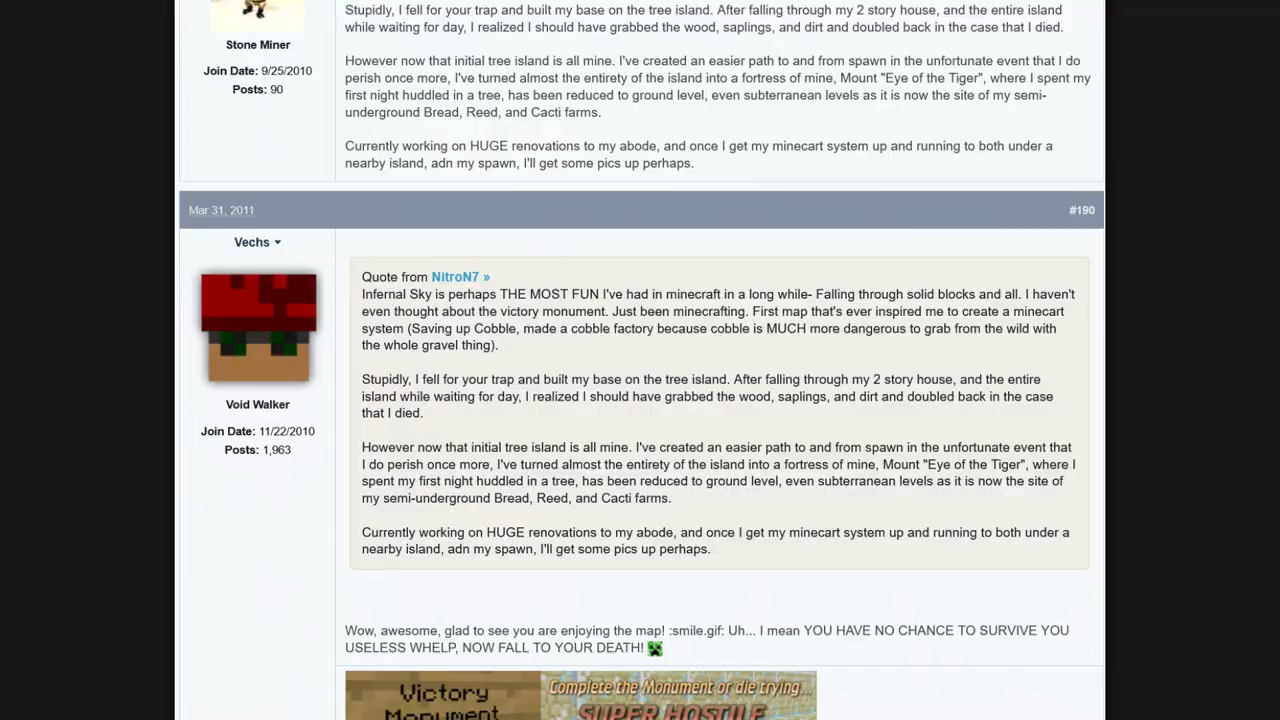 Stupidly, I fell for your trap and built my base on the tree island. After falling through my 2 story house, and the entire island
while waiting for day, I realized I should have grabbed the wood, saplings, and dirt and doubled back in the case that I died.
Stone Miner
Join Date: 9/25/2010
Posts: 90
However now that initial tree island is all mine. I've created an easier path to and from spawn in the unfortunate event that I do
perish once more, I've turned almost the entirety of the island into a fortress of mine, Mount "Eye of the Tiger", where I spent my
first night huddled in a tree, has been reduced to ground level, even subterranean levels as it is now the site of my semi-
underground Bread, Reed, and Cacti farms.
Currently working on HUGE renovations to my abode, and once I get my minecart system up and running to both under a
nearby island, adn my spawn, I'll get some pics up perhaps.
Mar 31, 2011
#190
Vechs
Void Walker
Join Date: 11/22/2010
Posts: 1,963
Quote from NitroN7 »
Infernal Sky is perhaps THE MOST FUN I've had in minecraft in a long while- Falling through solid blocks and all. I haven't
even thought about the victory monument. Just been minecrafting. First map that's ever inspired me to create a minecart
system (Saving up Cobble, made a cobble factory because cobble is MUCH more dangerous to grab from the wild with
the whole gravel thing).
Stupidly, I fell for your trap and built my base on the tree island. After falling through my 2 story house, and the entire
island while waiting for day, I realized I should have grabbed the wood, saplings, and dirt and doubled back in the case
that I died.
However now that initial tree island is all mine. I've created an easier path to and from spawn in the unfortunate event that
I do perish once more, I've turned almost the entirety of the island into a fortress of mine, Mount "Eye of the Tiger", where I
spent my first night huddled in a tree, has been reduced to ground level, even subterranean levels as it is now the site of
my semi-underground Bread, Reed, and Cacti farms.
Currently working on HUGE renovations to my abode, and once I get my minecart system up and running to both under a
nearby island, adn my spawn, I'll get some pics up perhaps.
Wow, awesome, glad to see you are enjoying the map! :smile.gif: Uh... I mean YOU HAVE NO CHANCE TO SURVIVE YOU
USELESS WHELP, NOW FALL TO YOUR DEATH!
Victory
Monument
Complete the Monument or die trying...
SUPER HOSTILE